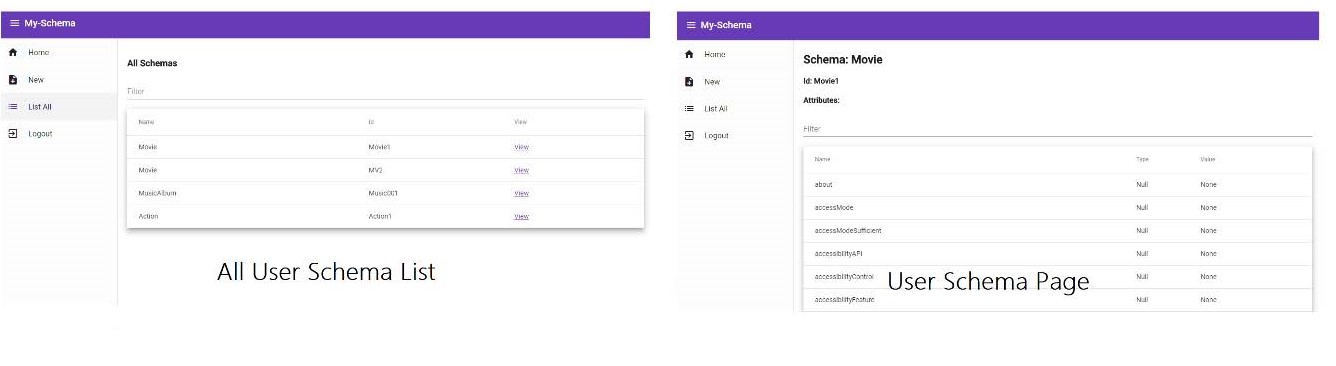 My-Schema
Home
New
List All
Logout
All Schemas
Filter
Name Id View
Movie Movie1 View
Movie MV2 View
MusicAlbum Music001 View
Action Action1 View
All User Schema List
My-Schema
Home
New
List All
Logout
Schema: Movie
Id: Movie1
Attributes:
Filter
Name Type Value
about Null None
accessMode Null None
accessModeSufficient Null None
accessibilityAPI Null None
accessibilityControl Null None
accessibilityFeature Null None
User Schema Page